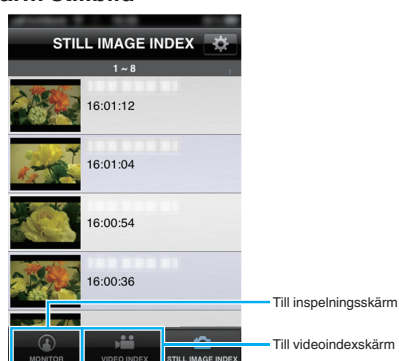 STILL IMAGE INDEX
1 ~ 8
16:01:12
16:01:04
16:00:54
16:00:36
Till inspelningsskärm
Till videoindexskärm
MONITOR
VIDEO INDEX
STILL IMAGE INDEX